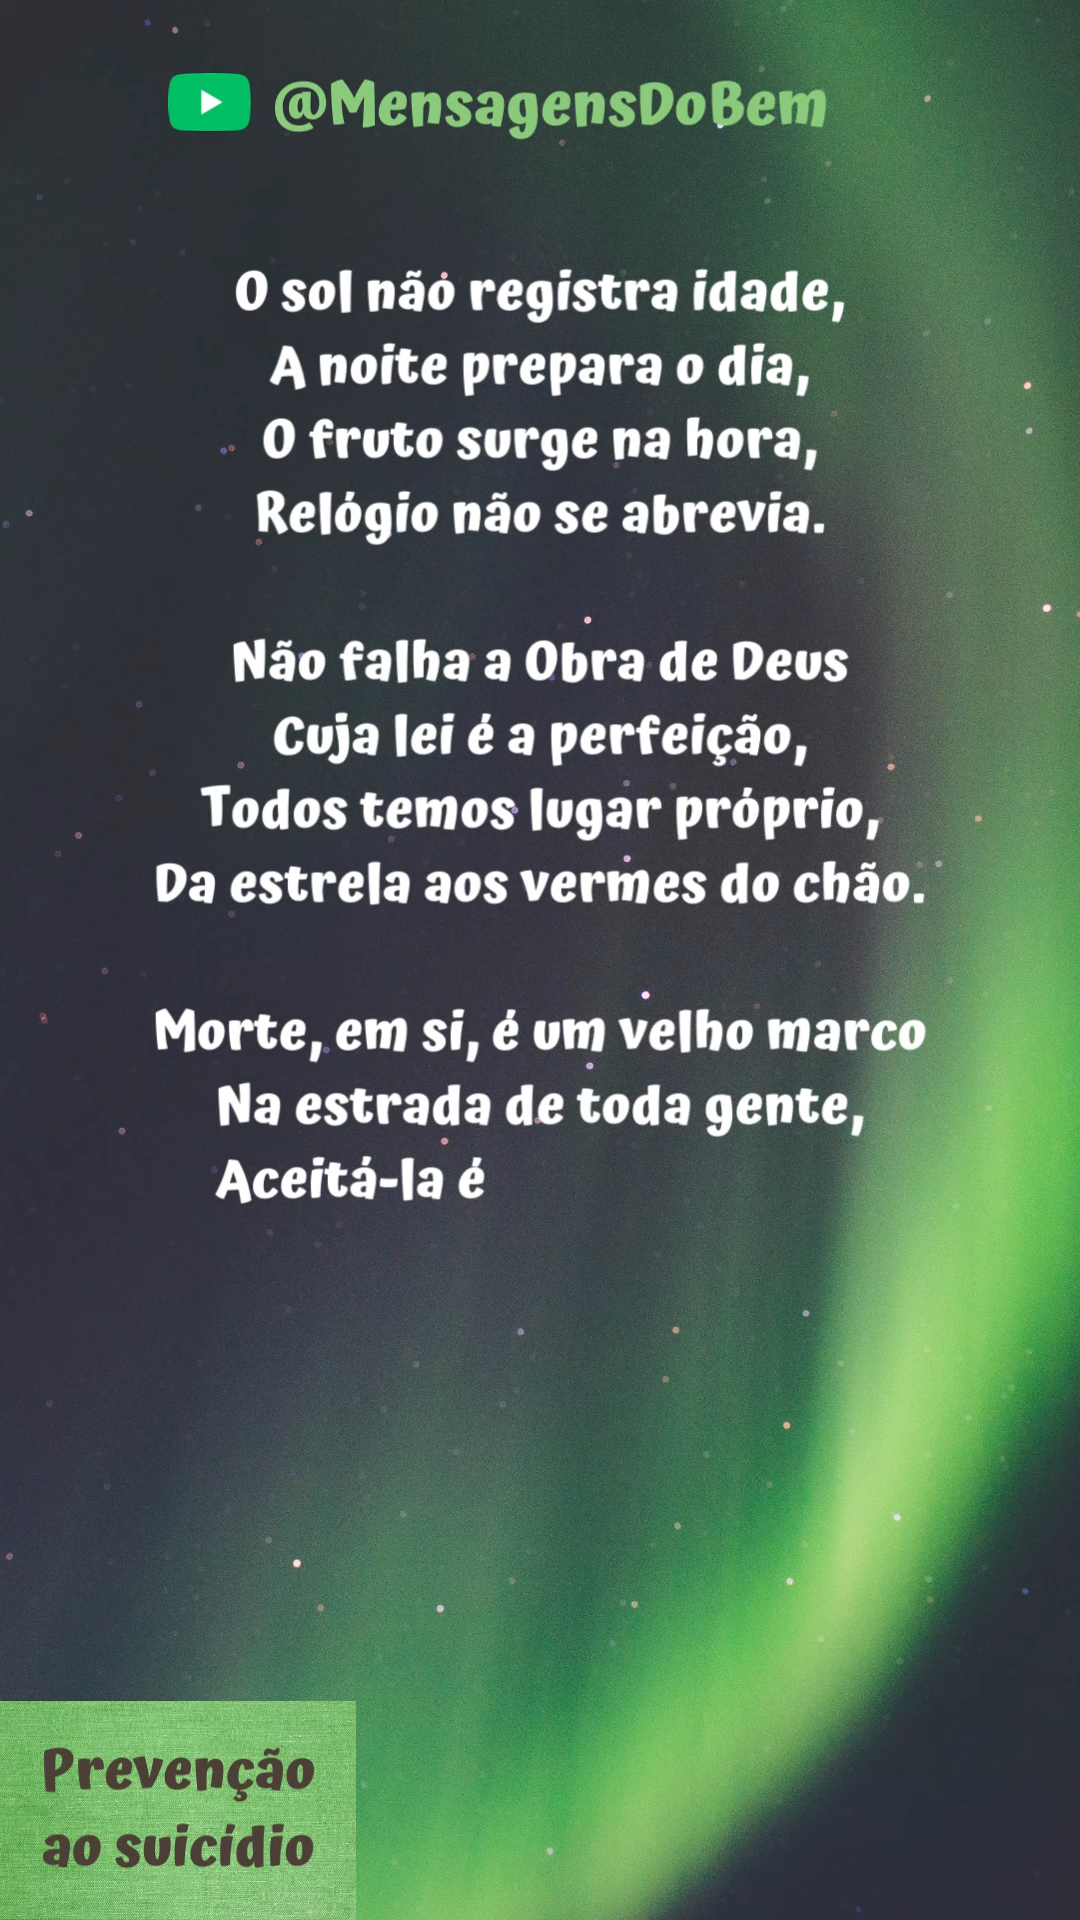 @MensagensDoBem
O sol não registra idade,
A noite prepara o dia,
O fruto surge na hora,
Relógio não se abrevia.
Não falha a Obra de Deus
Cuja lei é a perfeição,
Todos temos lugar próprio,
Da estrela aos vermes do chão.
Morte, em si, é um velho marco
Na estrada de toda gente,
Aceitá-la é
Prevenção
ao suicídio